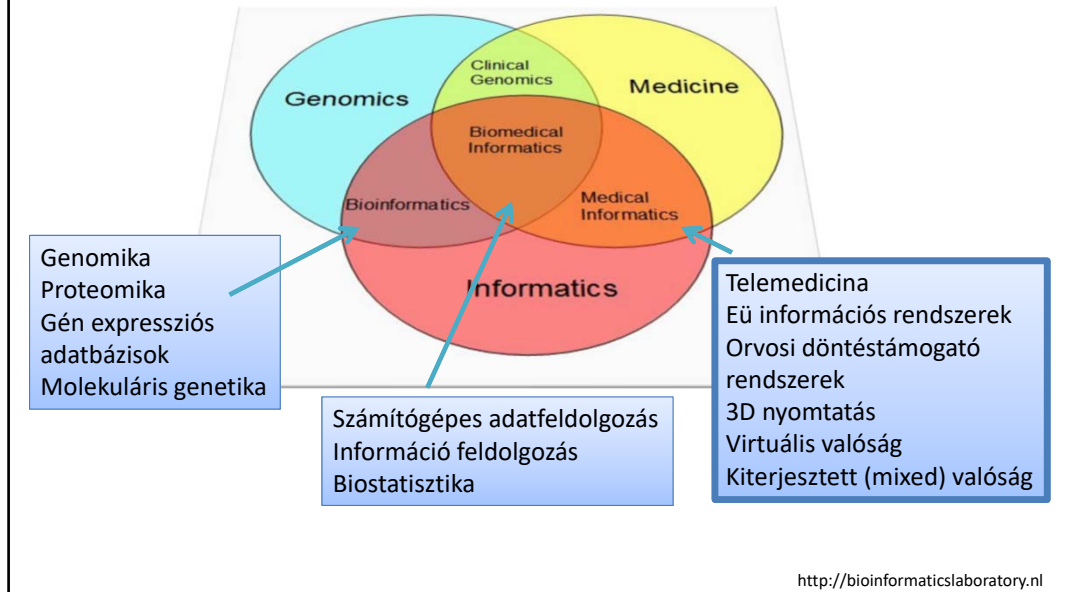 Clinical
Genomics
Genomics
Medicine
Biomedical
Informatics
Bioinformatics
Medical
Informatics
Informatics
Genomika
Proteomika
Gén expressziós
adatbázisok
Molekuláris genetika
Számítógépes adatfeldolgozás
Információ feldolgozás
Biostatisztika
Telemedicina
Eü információs rendszerek
Orvosi döntéstámogató
rendszerek
3D nyomtatás
Virtuális valóság
Kiterjesztett (mixed) valóság
http://bioinformaticslaboratory.nl